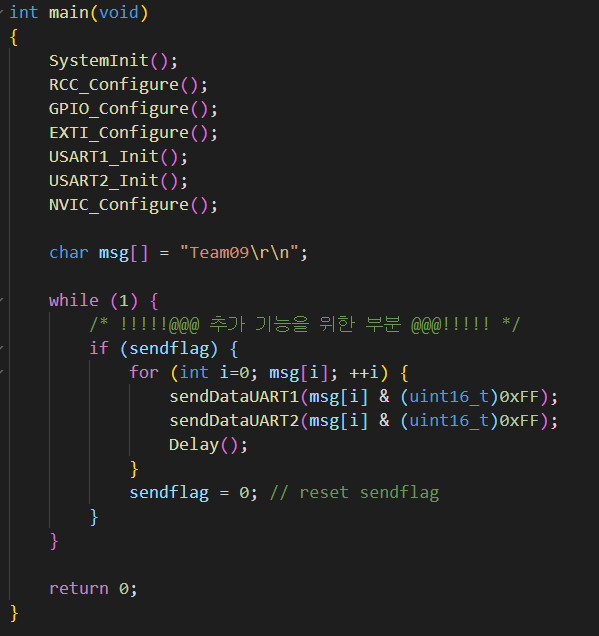 int main(void)
{
    SystemInit();
    RCC_Configure();
    GPIO_Configure();
    EXTI_Configure();
    USART1_Init();
    USART2_Init();
    NVIC_Configure();

    char msg[] = "Team09\r\n";

    while (1) {
        /* !!!!!@@@ 추가 기능을 위한 부분 @@@!!!!! */
        if (sendflag) {
            for (int i=0; msg[i]; ++i) {
                sendDataUART1(msg[i] & (uint16_t)0xFF);
                sendDataUART2(msg[i] & (uint16_t)0xFF);
                Delay();
            }
            sendflag = 0; // reset sendflag
        }
    }

    return 0;
}